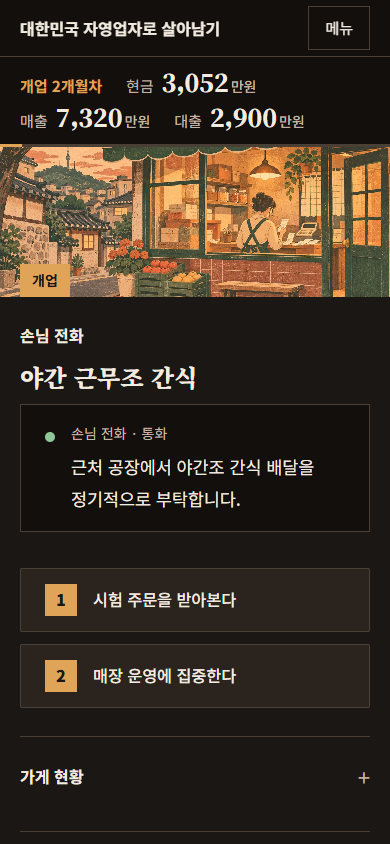 대한민국 자영업자로 살아남기
메뉴
개업 2개월차 현금 3,052만원
매출 7,320만원 대출 2,900만원
개업
손님 전화
야간 근무조 간식
손님 전화 · 통화
근처 공장에서 야간조 간식 배달을
정기적으로 부탁합니다.
1 시험 주문을 받아본다
2 매장 운영에 집중한다
가게 현황 +